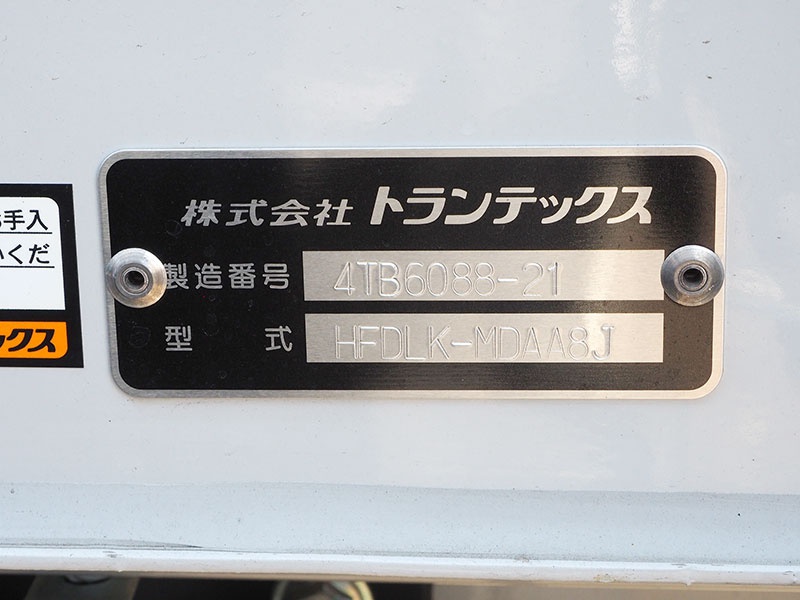 株式会社 トランテックス
製造番号 4TB6088-21
型 式 HFDLK-MDAA8J
手入
くだ
ックス